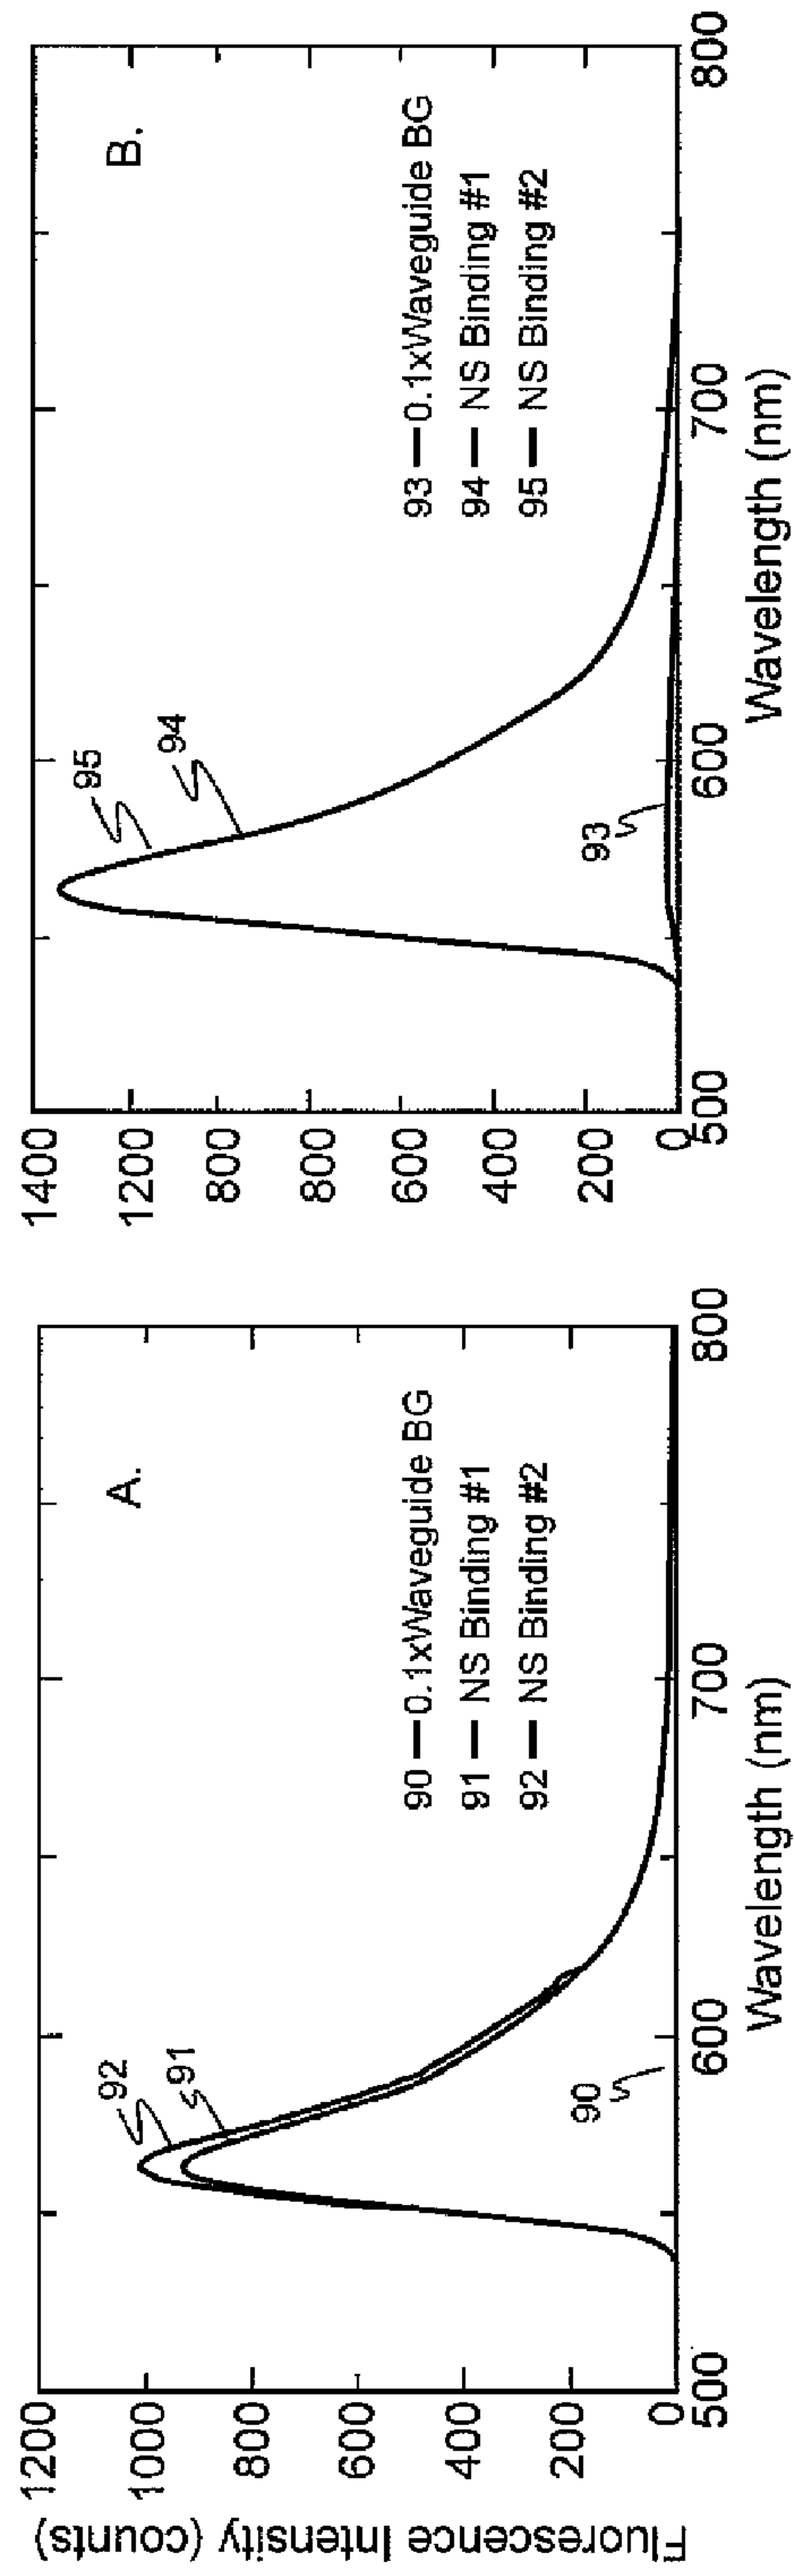 Fluorescence Intensity (counts)
1200
1000
800
600
400
200
0
500
600
700
800
Wavelength (nm)
A.
92
91
90
90 — 0.1xWaveguide BG
91 — NS Binding #1
92 — NS Binding #2
1400
1200
800
800
600
400
200
0
500
600
700
800
Wavelength (nm)
B.
95
94
93
93 — 0.1xWaveguide BG
94 — NS Binding #1
95 — NS Binding #2